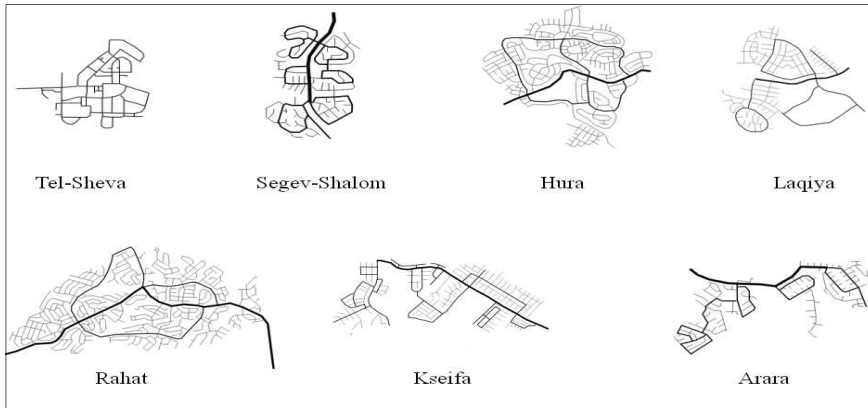 Tel-Sheva
Segev-Shalom
Hura
Laqiya
Rahat
Kseifa
Arara